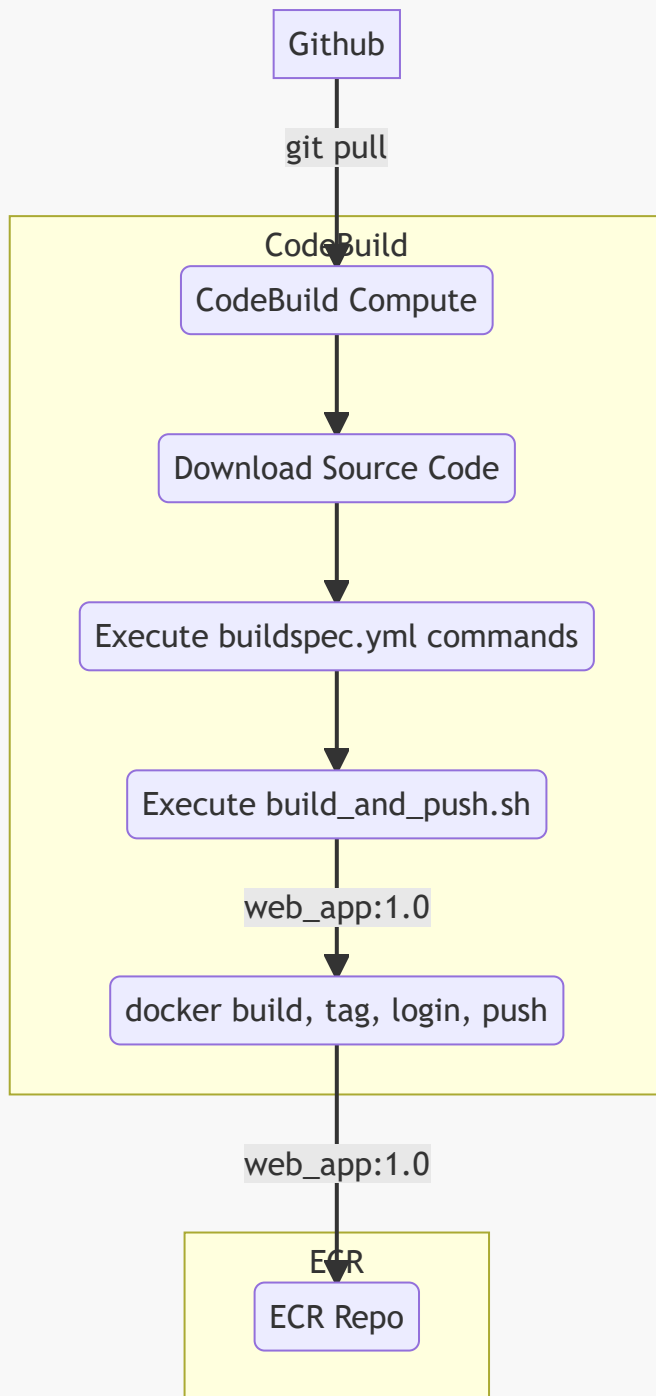 Github
git pull
CodeBuild
CodeBuild Compute
Download Source Code
Execute buildspec.yml commands
Execute build_and_push.sh
web_app:1.0
docker build, tag, login, push
web_app:1.0
ECR
ECR Repo